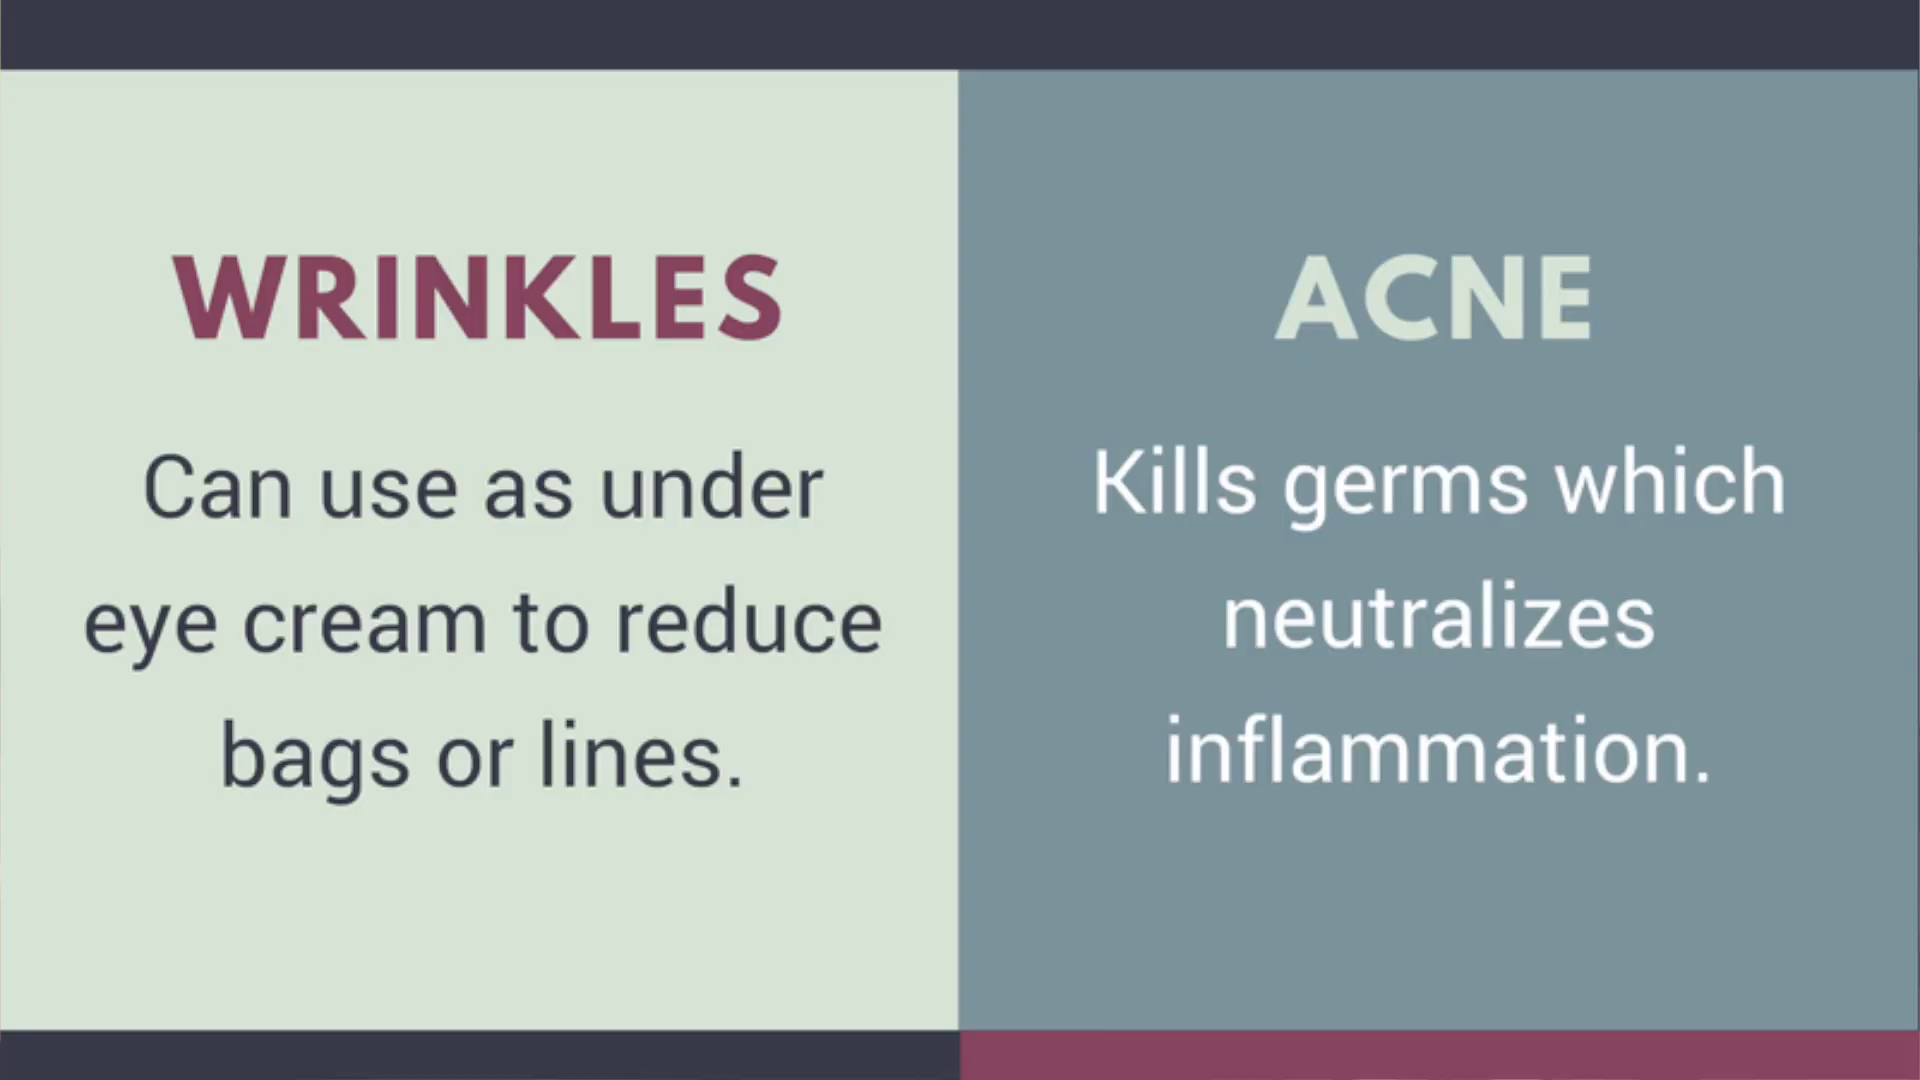 WRINKLES
Can use as under
eye cream to reduce
bags or lines.
ACNE
Kills germs which
neutralizes
inflammation.